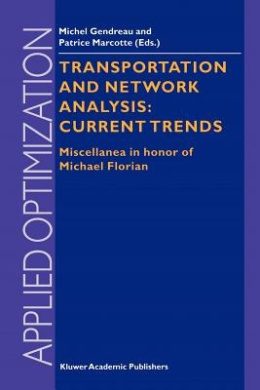 Michel Gendreau and
Patrice Marcotte (Eds.)
TRANSPORTATION
AND NETWORK
ANALYSIS:
CURRENT TRENDS
Miscellanea in honor of
Michael Florian
APPLIED OPTIMIZATION
Kluwer Academic Publishers